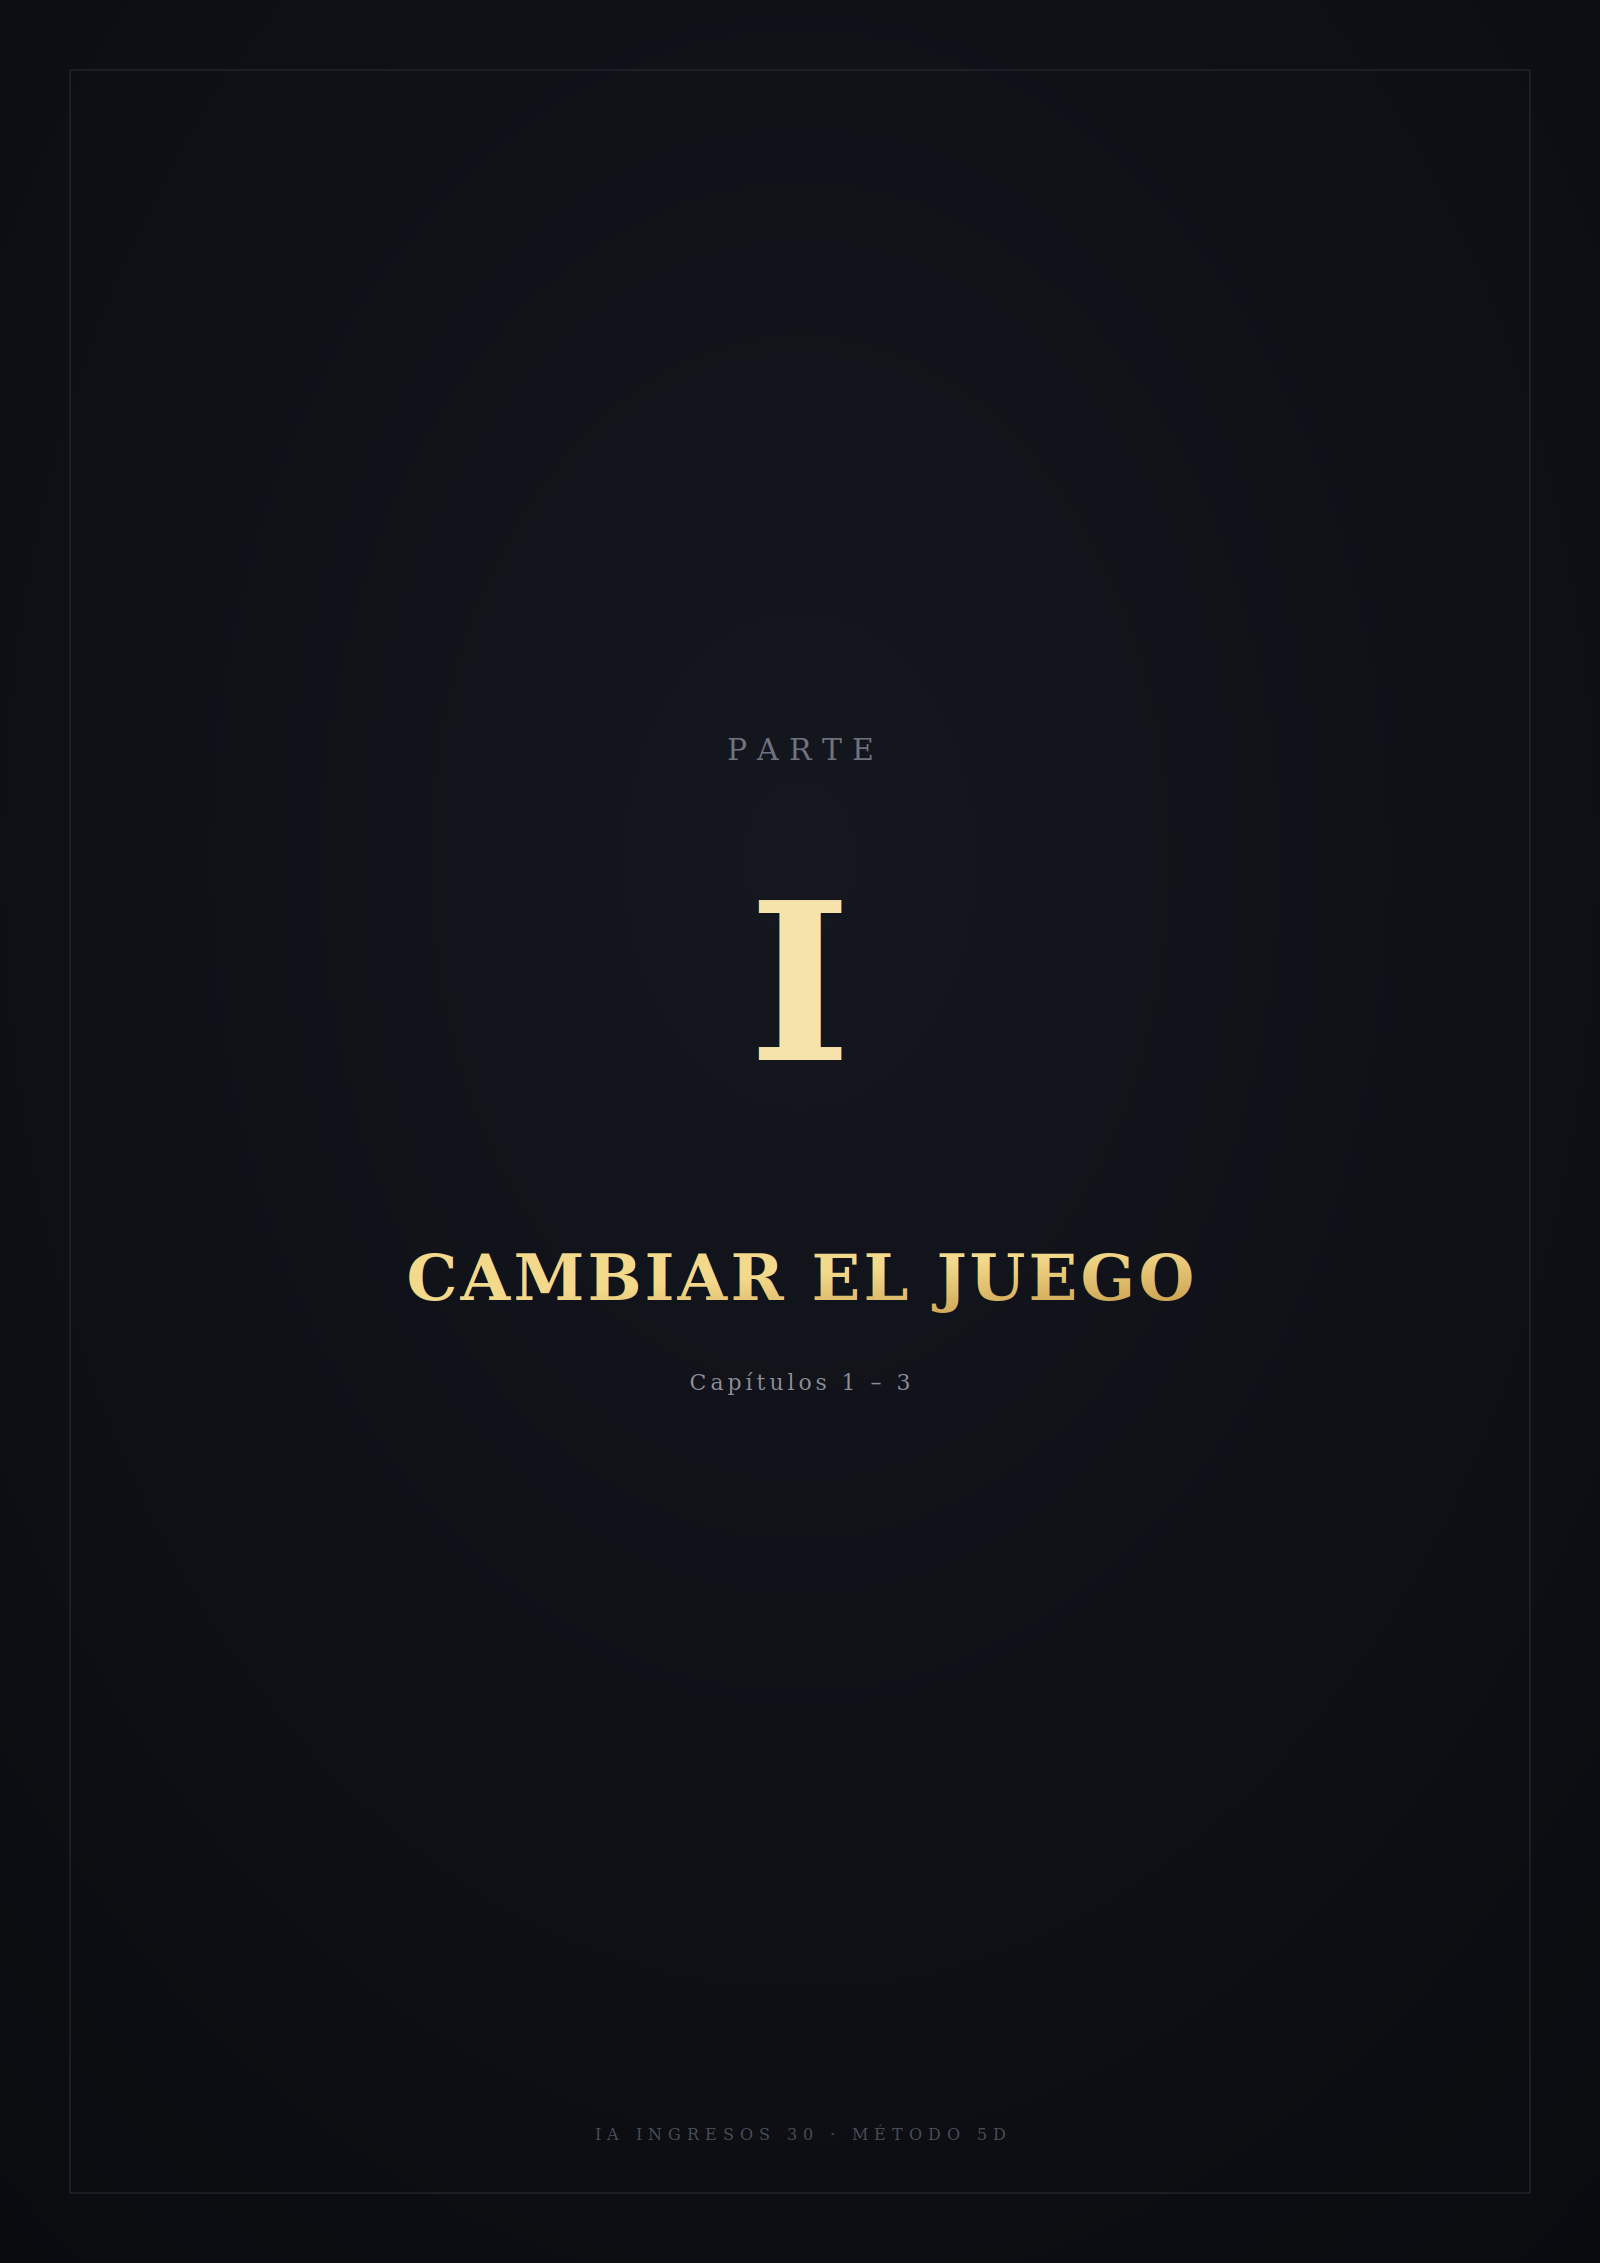 PARTE
I
CAMBIAR EL JUEGO
Capítulos 1 – 3
IA INGRESOS 30 · MÉTODO 5D